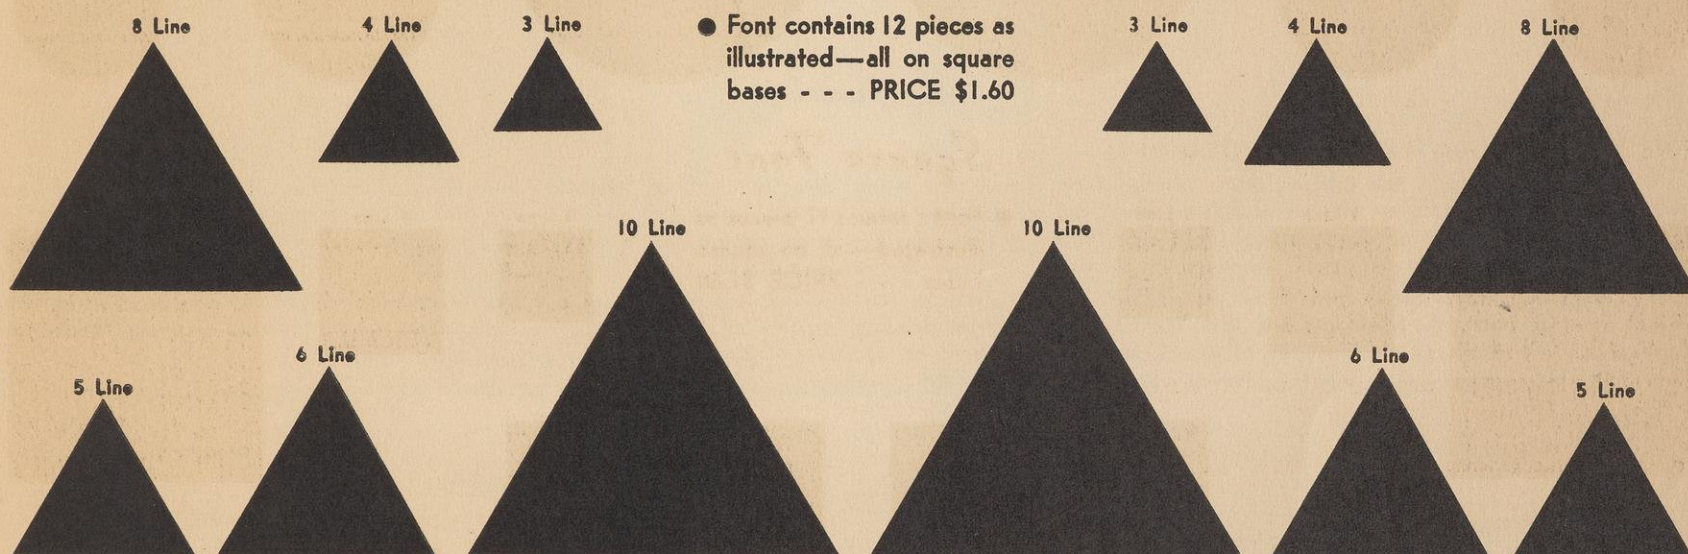 8 Line
4 Line
3 Line
● Font contains 12 pieces as
illustrated—all on square
bases - - - PRICE $1.60
3 Line
4 Line
8 Line
10 Line
10 Line
6 Line
6 Line
5 Line
5 Line